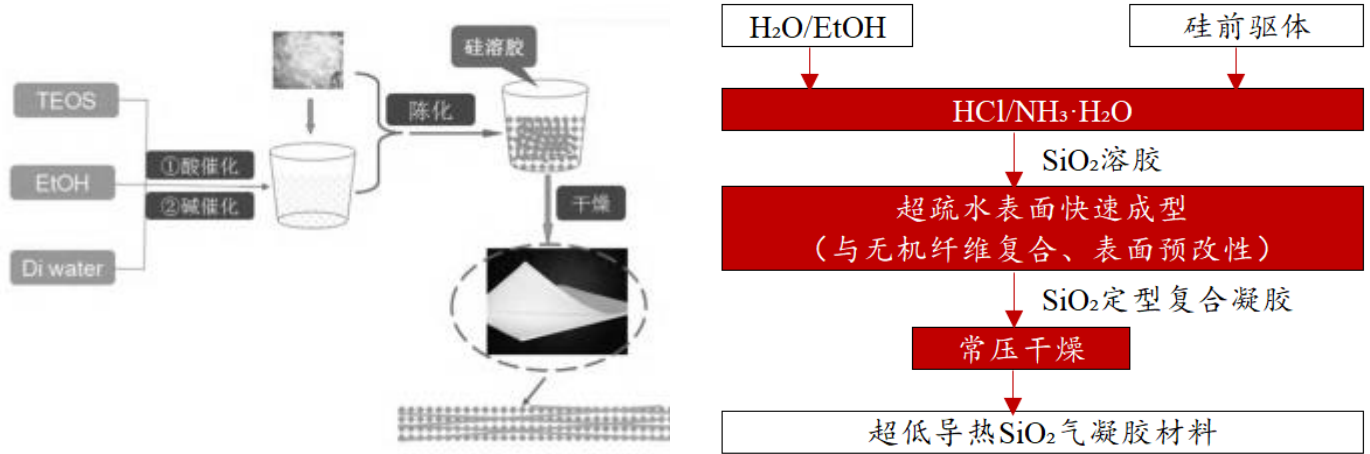 TEOS
EtOH
Di water
①酸催化
②碱催化
陈化
硅溶胶
干燥
H₂O/EtOH
硅前驱体
HCl/NH₃·H₂O
SiO₂溶胶
超疏水表面快速成型
（与无机纤维复合、表面预改性）
SiO₂定型复合凝胶
常压干燥
超低导热SiO₂气凝胶材料